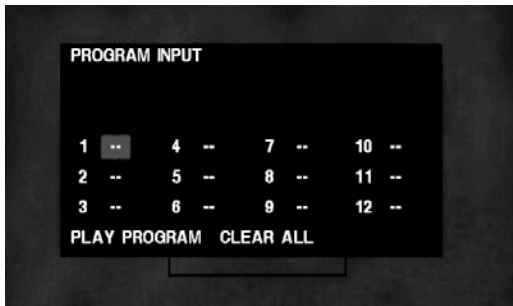 PROGRAM INPUT
1 -- 4 -- 7 -- 10 --
2 -- 5 -- 8 -- 11 --
3 -- 6 -- 9 -- 12 --
PLAY PROGRAM CLEAR ALL